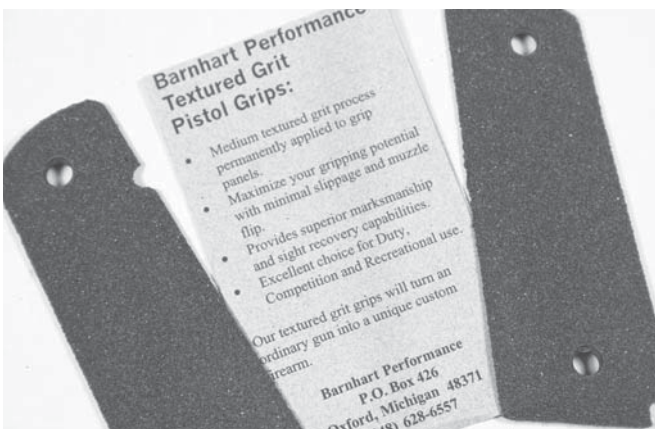 Barnhart Performance
Textured Grit
Pistol Grips:
• Medium textured grit process
permanently applied to grip
panels.
• Maximize your gripping potential
with minimal slippage and muzzle
flip.
• Provides superior marksmanship
and sight recovery capabilities.
• Excellent choice for Duty,
Competition and Recreational use.
Our textured grit grips will turn an
ordinary gun into a unique custom
firearm.
Barnhart Performance
P.O. Box 426
Oxford, Michigan 48371
48) 628-6557